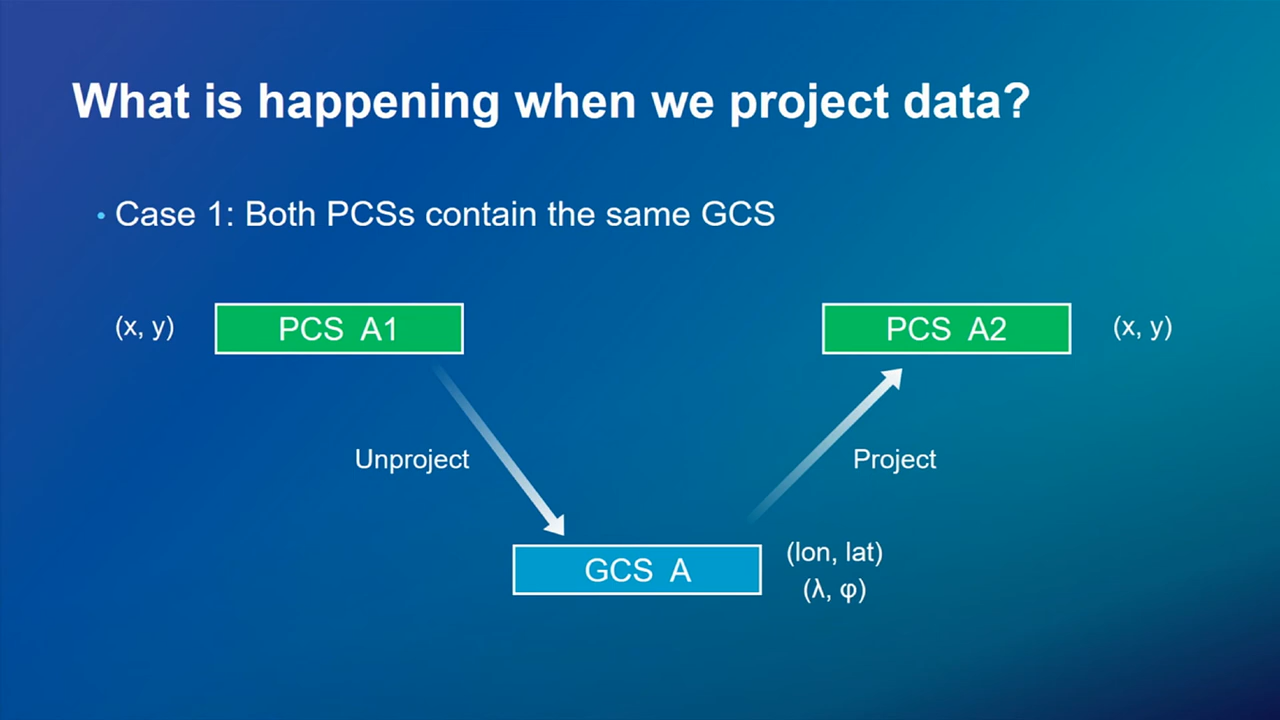 What is happening when we project data?
• Case 1: Both PCSs contain the same GCS
(x, y) PCS A1 PCS A2 (x, y)
Unproject Project
GCS A (lon, lat)
(λ, φ)